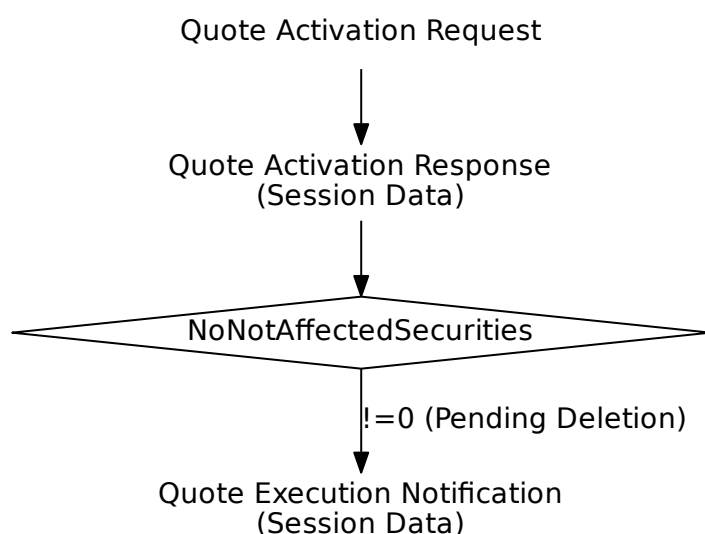 Quote Activation Request
Quote Activation Response
(Session Data)
NoNotAffectedSecurities
!=0 (Pending Deletion)
Quote Execution Notification
(Session Data)